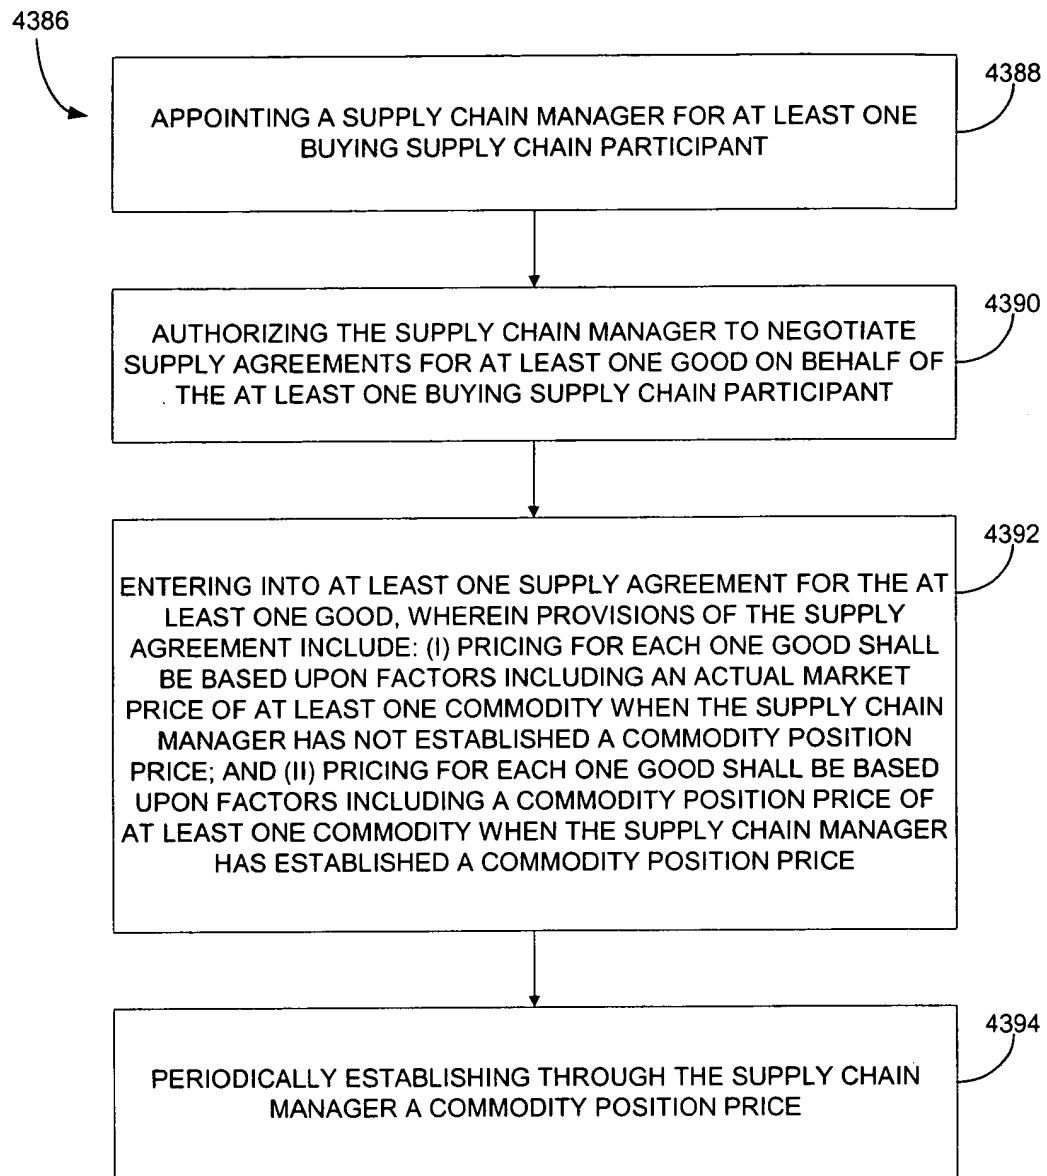 4386
4388
APPOINTING A SUPPLY CHAIN MANAGER FOR AT LEAST ONE
BUYING SUPPLY CHAIN PARTICIPANT
4390
AUTHORIZING THE SUPPLY CHAIN MANAGER TO NEGOTIATE
SUPPLY AGREEMENTS FOR AT LEAST ONE GOOD ON BEHALF OF
THE AT LEAST ONE BUYING SUPPLY CHAIN PARTICIPANT
4392
ENTERING INTO AT LEAST ONE SUPPLY AGREEMENT FOR THE AT
LEAST ONE GOOD, WHEREIN PROVISIONS OF THE SUPPLY
AGREEMENT INCLUDE: (I) PRICING FOR EACH ONE GOOD SHALL
BE BASED UPON FACTORS INCLUDING AN ACTUAL MARKET
PRICE OF AT LEAST ONE COMMODITY WHEN THE SUPPLY CHAIN
MANAGER HAS NOT ESTABLISHED A COMMODITY POSITION
PRICE; AND (II) PRICING FOR EACH ONE GOOD SHALL BE BASED
UPON FACTORS INCLUDING A COMMODITY POSITION PRICE OF
AT LEAST ONE COMMODITY WHEN THE SUPPLY CHAIN MANAGER
HAS ESTABLISHED A COMMODITY POSITION PRICE
4394
PERIODICALLY ESTABLISHING THROUGH THE SUPPLY CHAIN
MANAGER A COMMODITY POSITION PRICE